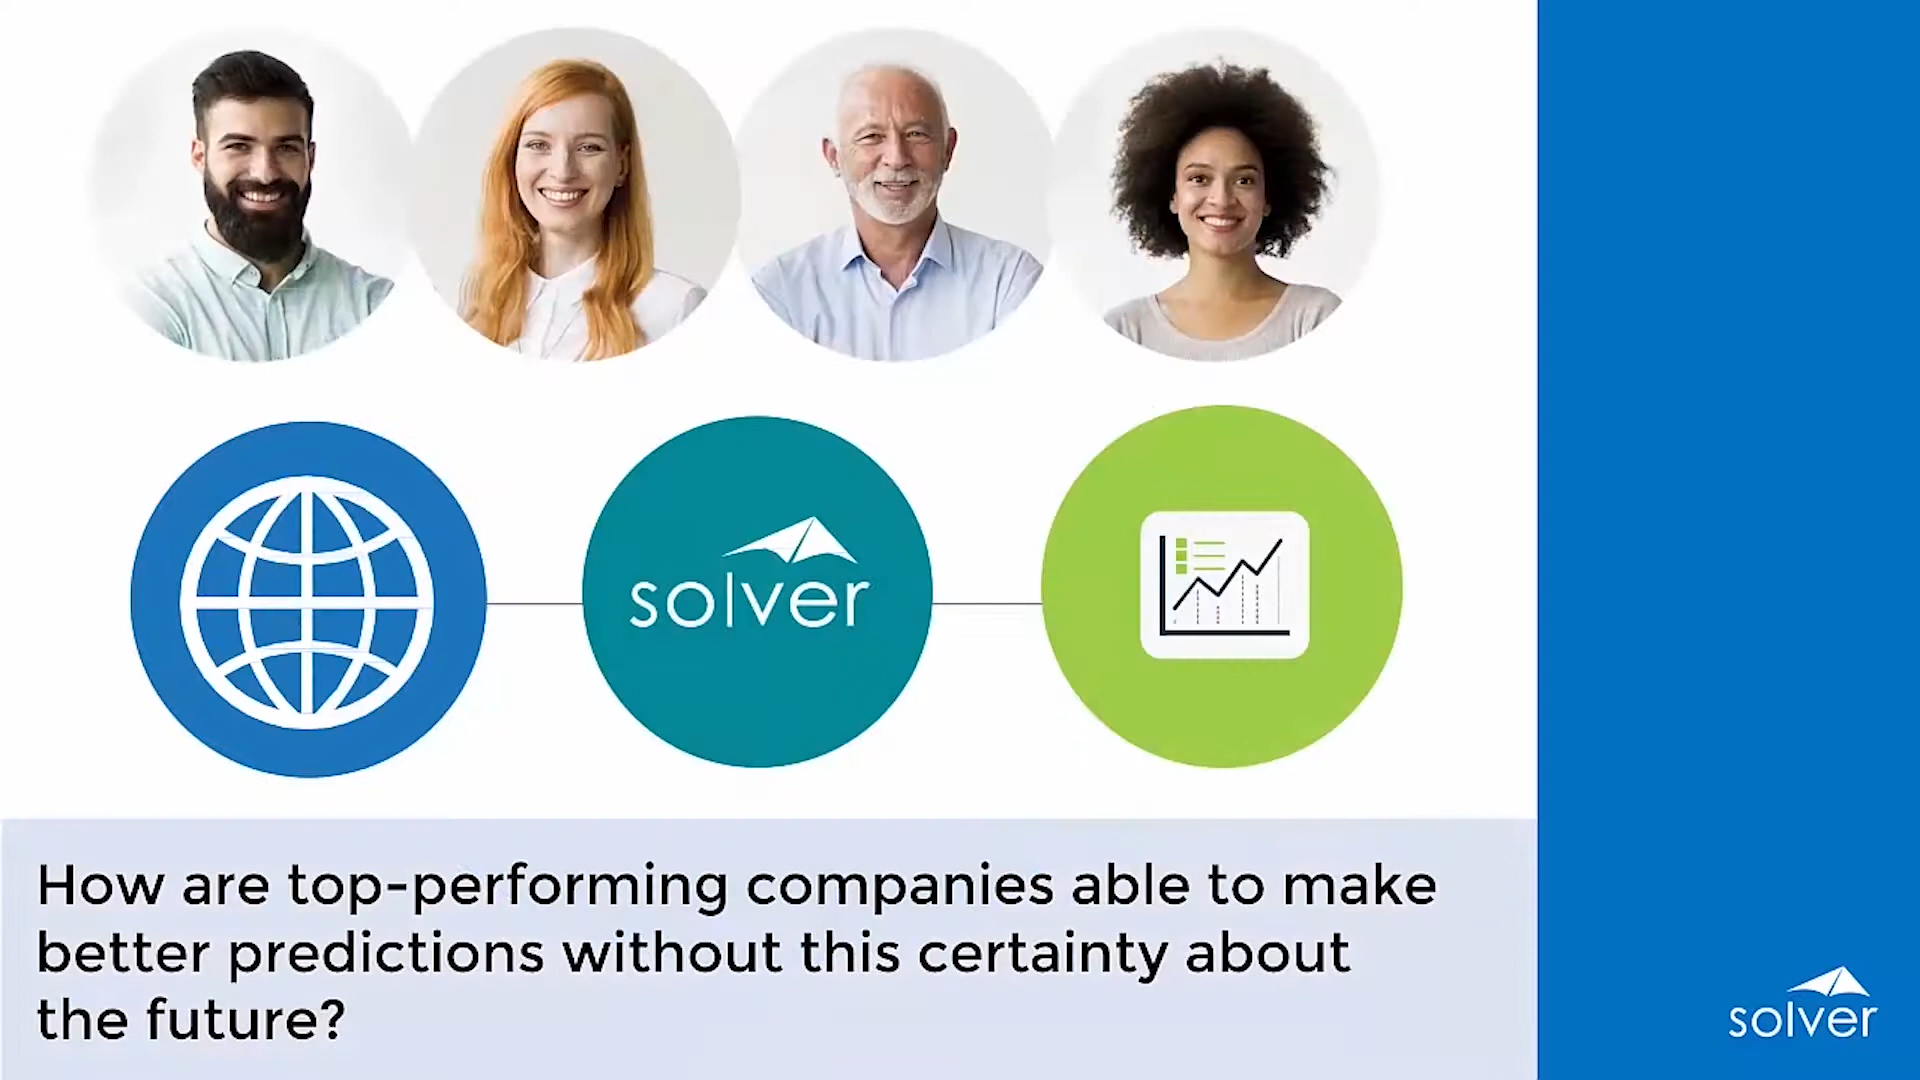 solver
How are top-performing companies able to make
better predictions without this certainty about
the future?
solver